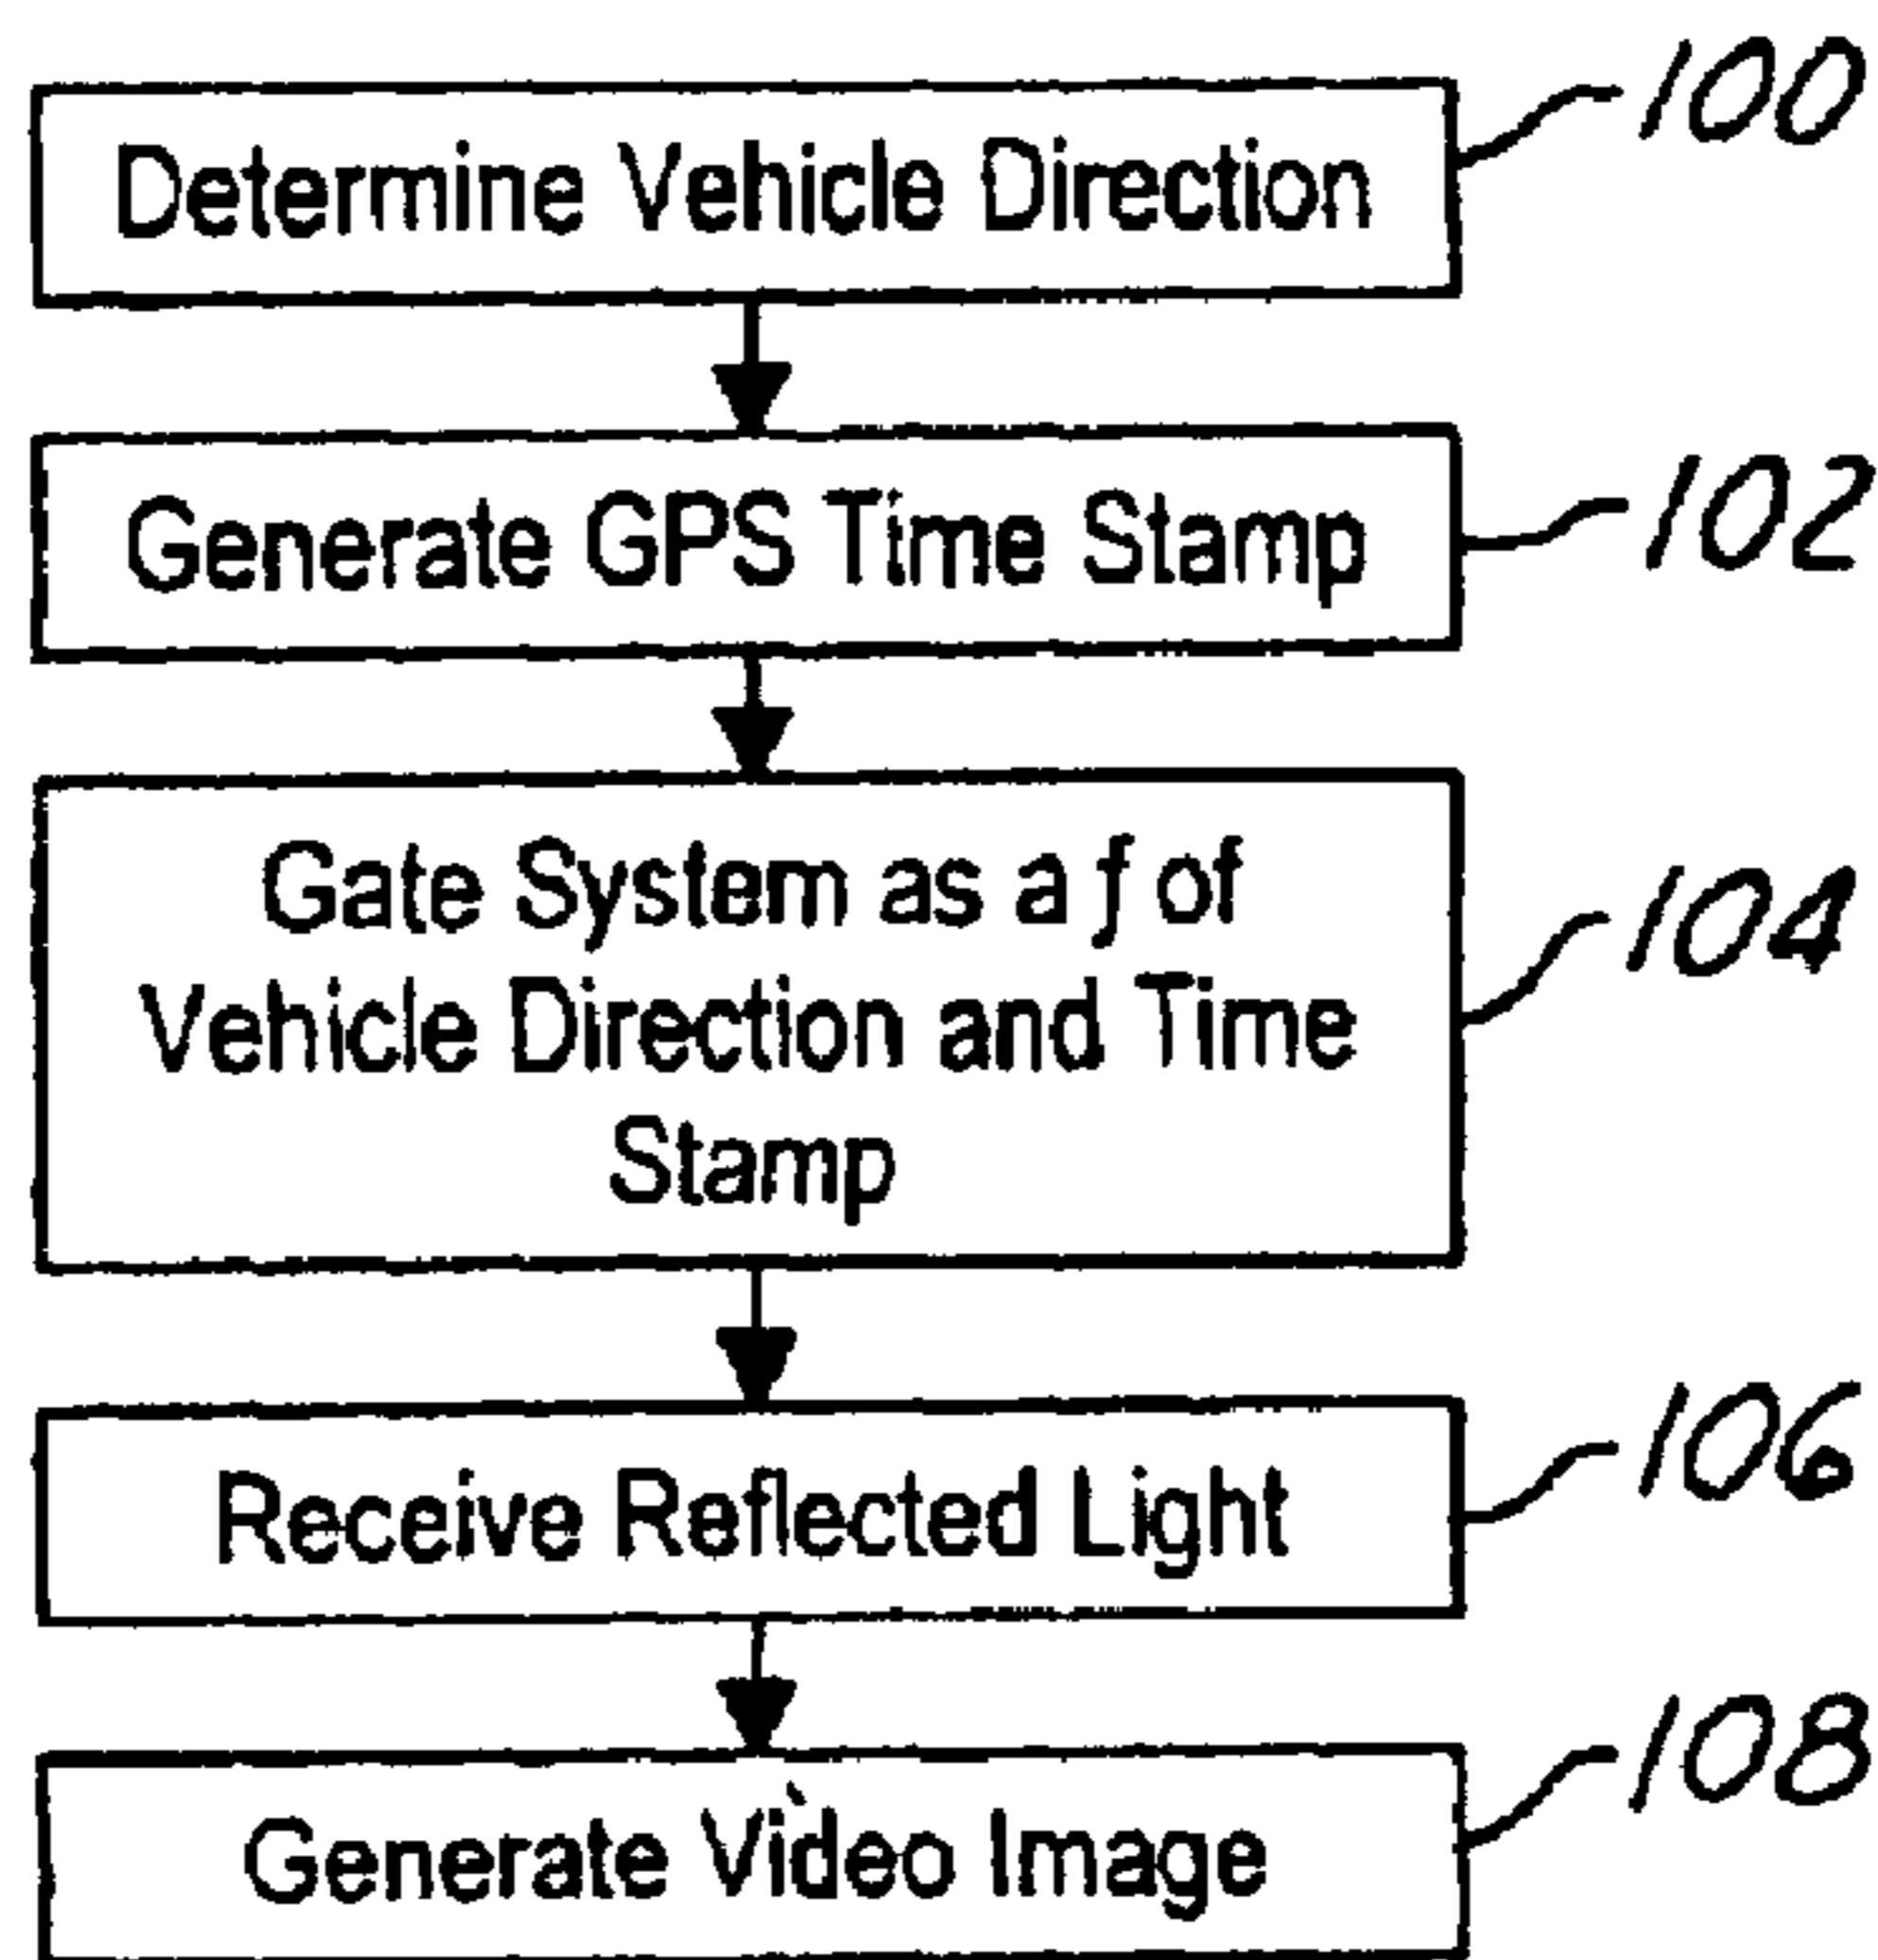 Determine Vehicle Direction
100
Generate GPS Time Stamp
102
Gate System as a ƒ of
Vehicle Direction and Time
Stamp
104
Receive Reflected Light
106
Generate Video Image
108